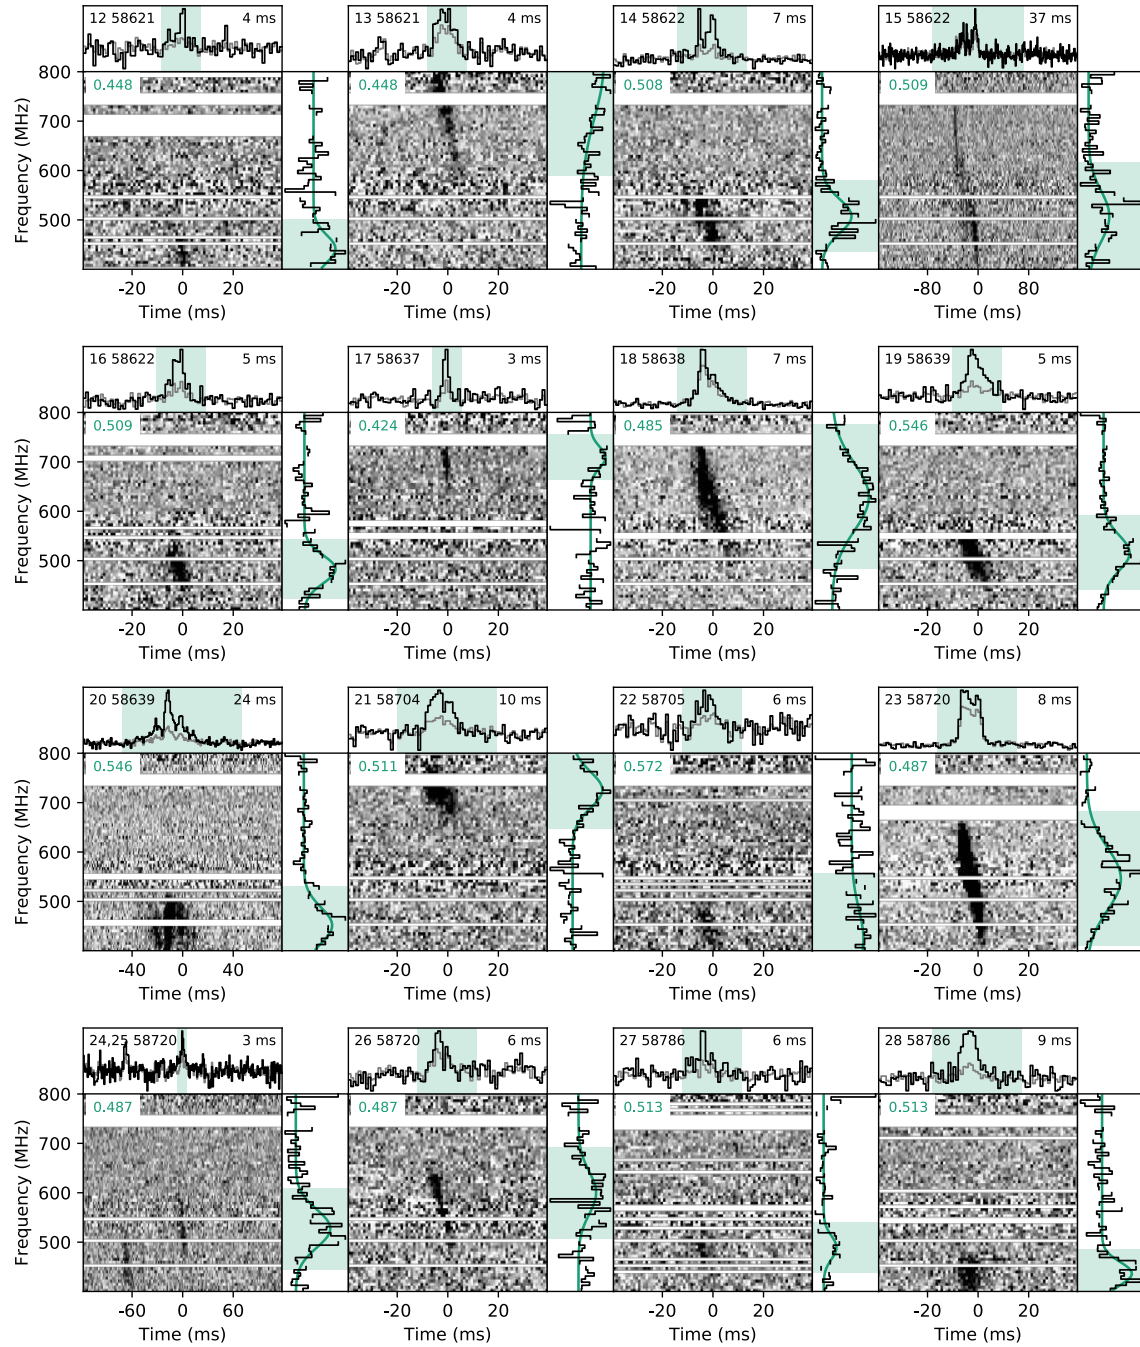 12 58621 4 ms
13 58621 4 ms
14 58622 7 ms
15 58622 37 ms
800
700
600
500
Frequency (MHz)
0.448
0.448
0.508
0.509
-20 0 20
-20 0 20
-20 0 20
-80 0 80
Time (ms)
Time (ms)
Time (ms)
Time (ms)
16 58622 5 ms
17 58637 3 ms
18 58638 7 ms
19 58639 5 ms
800
700
600
500
Frequency (MHz)
0.509
0.424
0.485
0.546
-20 0 20
-20 0 20
-20 0 20
-20 0 20
Time (ms)
Time (ms)
Time (ms)
Time (ms)
20 58639 24 ms
21 58704 10 ms
22 58705 6 ms
23 58720 8 ms
800
700
600
500
Frequency (MHz)
0.546
0.511
0.572
0.487
-40 0 40
-20 0 20
-20 0 20
-20 0 20
Time (ms)
Time (ms)
Time (ms)
Time (ms)
24,25 58720 3 ms
26 58720 6 ms
27 58786 6 ms
28 58786 9 ms
800
700
600
500
Frequency (MHz)
0.487
0.487
0.513
0.513
-60 0 60
-20 0 20
-20 0 20
-20 0 20
Time (ms)
Time (ms)
Time (ms)
Time (ms)